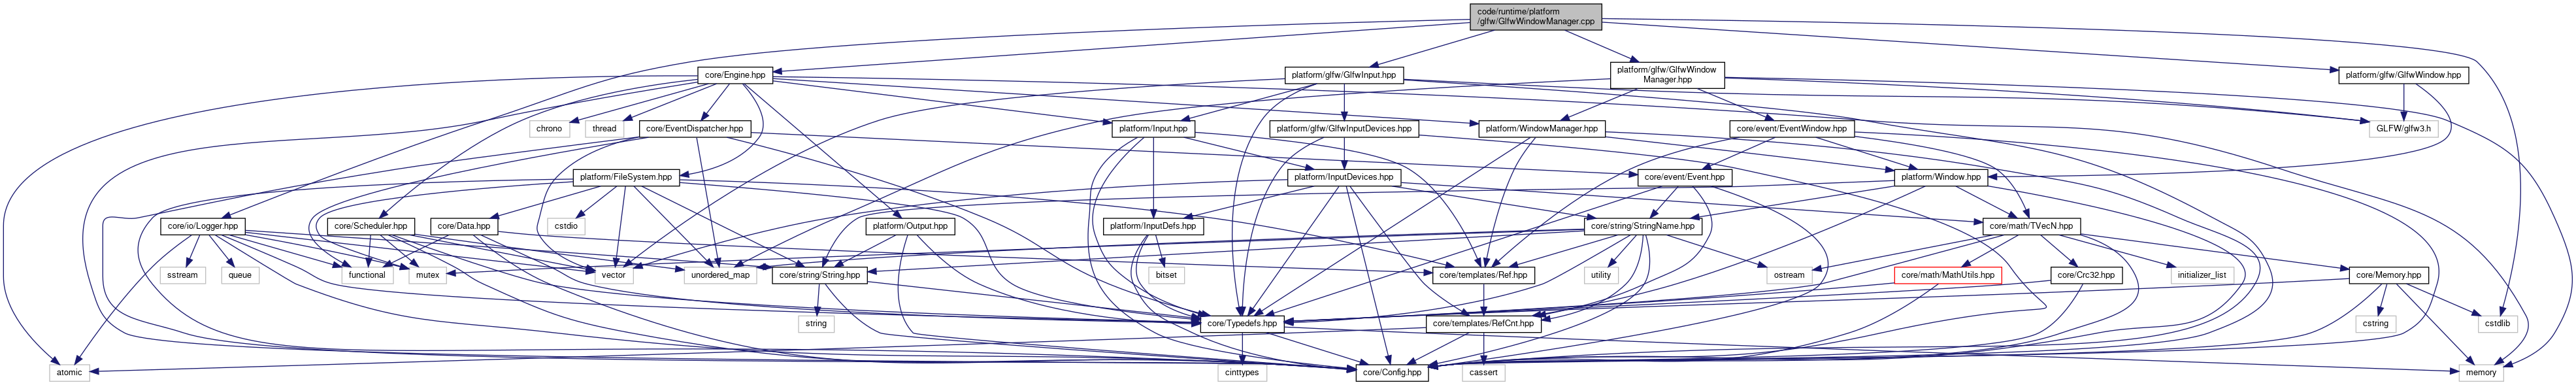 code/runtime/platform
/glfw/GlfwWindowManager.cpp
core/Engine.hpp
platform/glfw/GlfwInput.hpp
platform/glfw/GlfwWindow
Manager.hpp
platform/glfw/GlfwWindow.hpp
chrono
thread
core/EventDispatcher.hpp
platform/Input.hpp
platform/glfw/GlfwInputDevices.hpp
platform/WindowManager.hpp
core/event/EventWindow.hpp
GLFW/glfw3.h
platform/FileSystem.hpp
platform/InputDevices.hpp
core/event/Event.hpp
platform/Window.hpp
core/io/Logger.hpp
core/Scheduler.hpp
core/Data.hpp
cstdio
platform/Output.hpp
platform/InputDefs.hpp
core/string/StringName.hpp
core/math/TVecN.hpp
sstream
queue
functional
mutex
vector
unordered_map
core/string/String.hpp
bitset
core/templates/Ref.hpp
utility
ostream
core/math/MathUtils.hpp
core/Crc32.hpp
initializer_list
core/Memory.hpp
string
core/Typedefs.hpp
core/templates/RefCnt.hpp
cstring
cstdlib
atomic
cinttypes
core/Config.hpp
cassert
memory